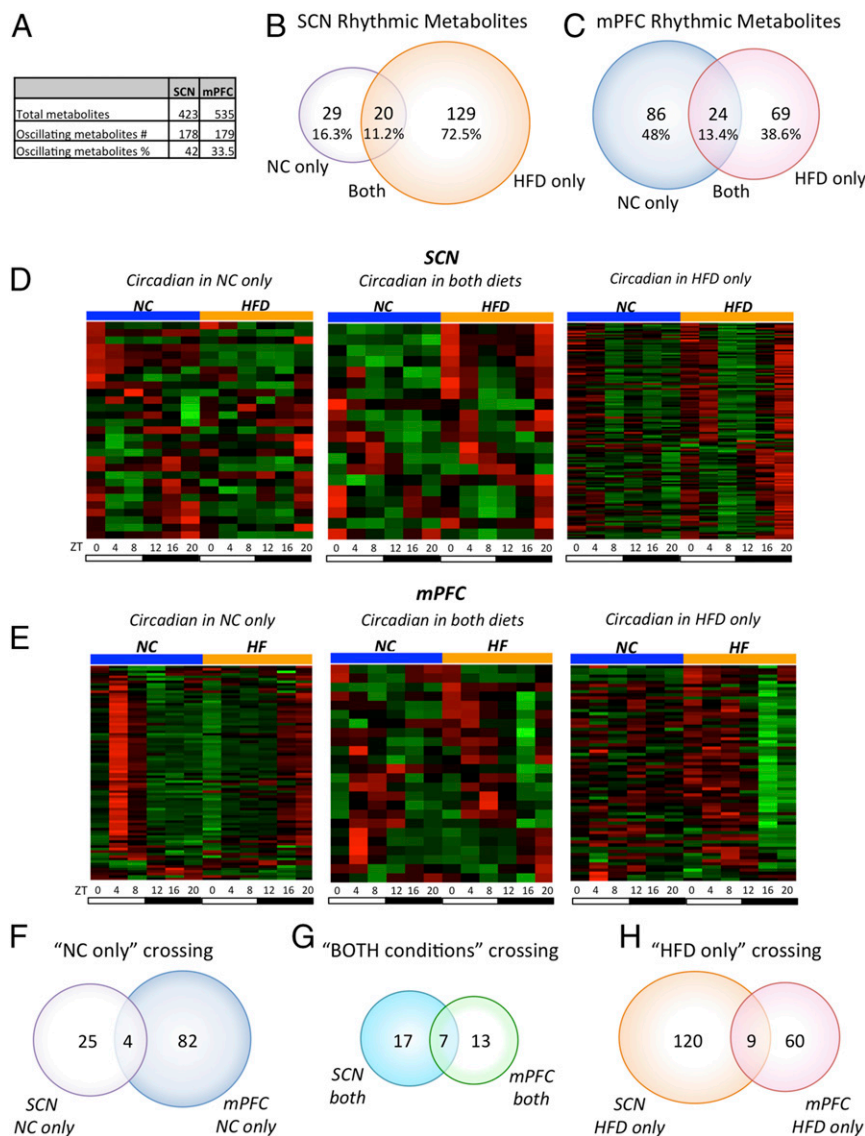 A
SCN mPFC
Total metabolites 423 535
Oscillating metabolites # 178 179
Oscillating metabolites % 42 33.5
B
SCN Rhythmic Metabolites
29
16.3%
20
11.2%
129
72.5%
NC only
Both
HFD only
C
mPFC Rhythmic Metabolites
86
48%
24
13.4%
69
38.6%
NC only
Both
HFD only
D
SCN
Circadian in NC only
NC HFD
Circadian in both diets
NC HFD
Circadian in HFD only
NC HFD
ZT 0 4 8 12 16 20 0 4 8 12 16 20
0 4 8 12 16 20 0 4 8 12 16 20
0 4 8 12 16 20 0 4 8 12 16 20
E
mPFC
Circadian in NC only
NC HF
Circadian in both diets
NC HF
Circadian in HFD only
NC HF
ZT 0 4 8 12 16 20 0 4 8 12 16 20
0 4 8 12 16 20 0 4 8 12 16 20
0 4 8 12 16 20 0 4 8 12 16 20
F
“NC only” crossing
25 4 82
SCN
NC only
mPFC
NC only
G
“BOTH conditions” crossing
17 7 13
SCN
both
mPFC
both
H
“HFD only” crossing
120 9 60
SCN
HFD only
mPFC
HFD only